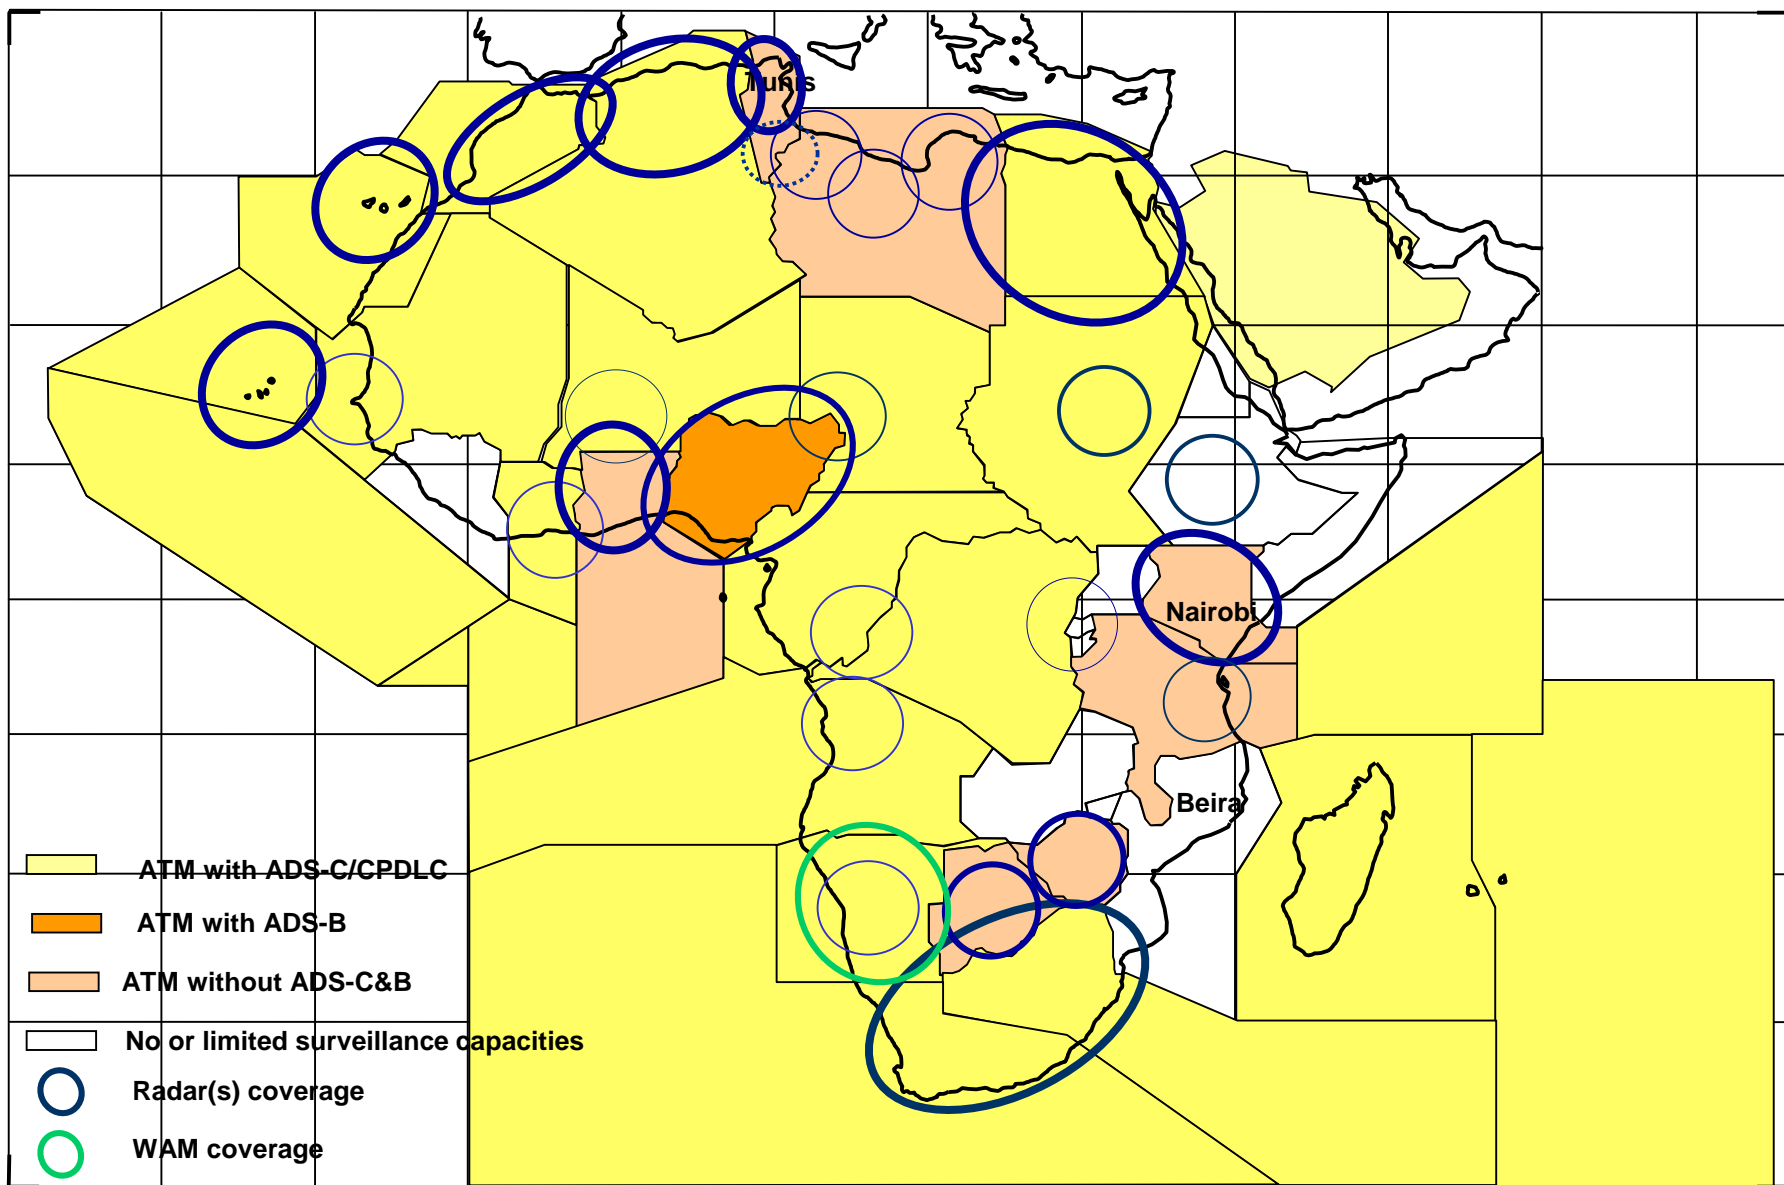 Tunis
Nairobi
Beira
ATM with ADS-C/CPDLC
ATM with ADS-B
ATM without ADS-C&B
No or limited surveillance capacities
Radar(s) coverage
WAM coverage